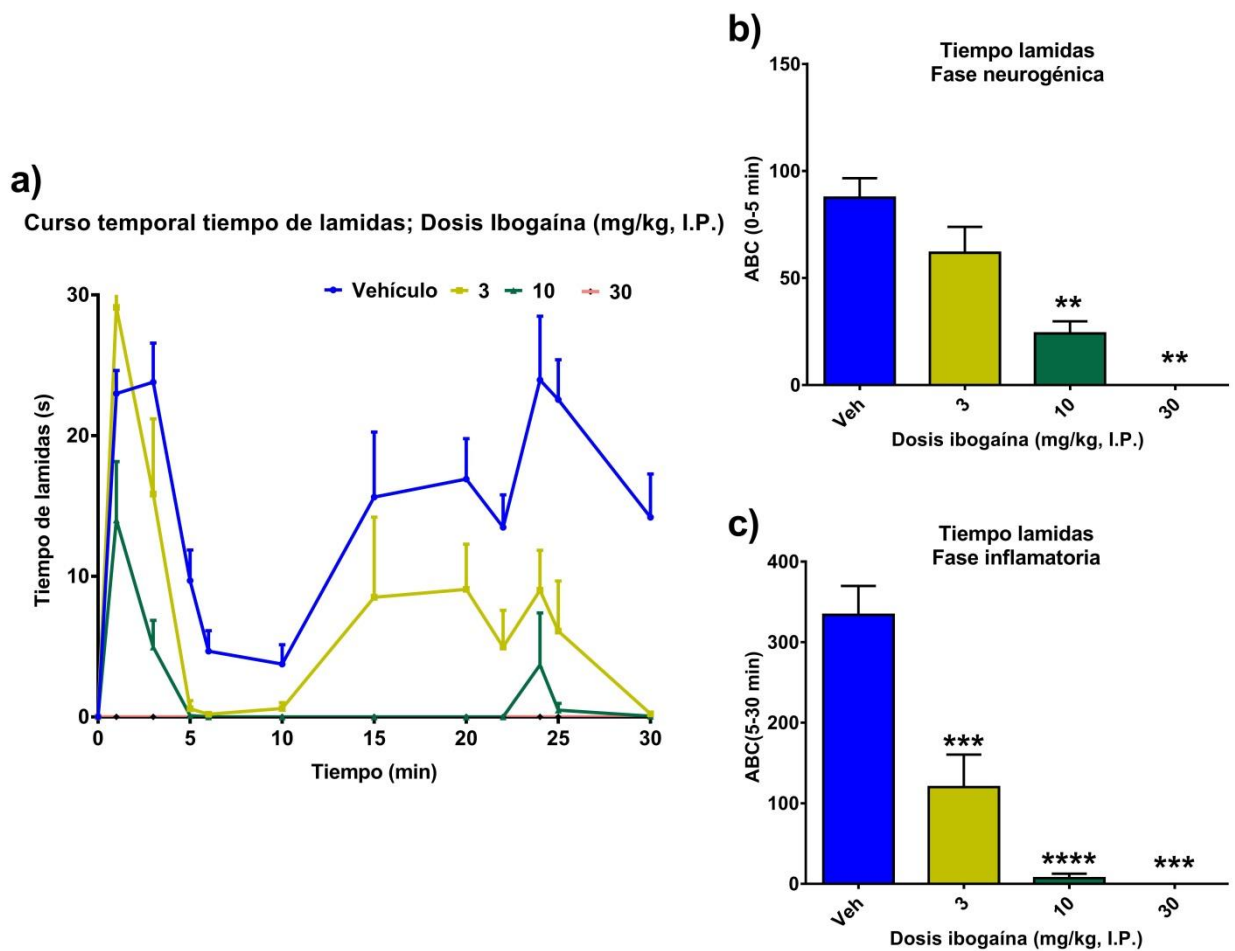 a)
Curso temporal tiempo de lamidas; Dosis Ibogaína (mg/kg, I.P.)
Vehículo 3 10 30
30
20
10
0
Tiempo de lamidas (s)
0 5 10 15 20 25 30
Tiempo (min)
b)
Tiempo lamidas
Fase neurogénica
150
100
50
0
ABC (0-5 min)
**
**
Veh 3 10 30
Dosis ibogaína (mg/kg, I.P.)
c)
Tiempo lamidas
Fase inflamatoria
400
300
200
100
0
ABC(5-30 min)
***
****
***
Veh 3 10 30
Dosis ibogaína (mg/kg, I.P.)